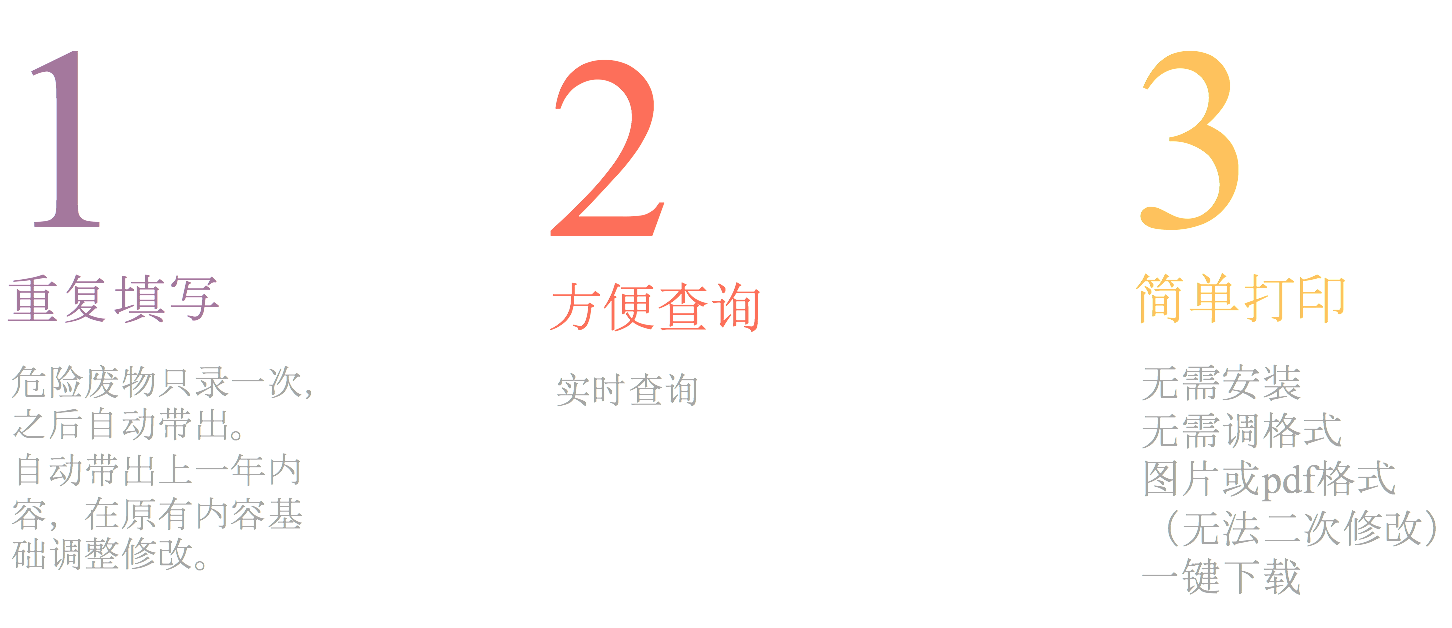 1
重复填写
危险废物只录一次，
之后自动带出。
自动带出上一年内
容，在原有内容基
础调整修改。
2
方便查询
实时查询
3
简单打印
无需安装
无需调格式
图片或pdf格式
（无法二次修改）
一键下载